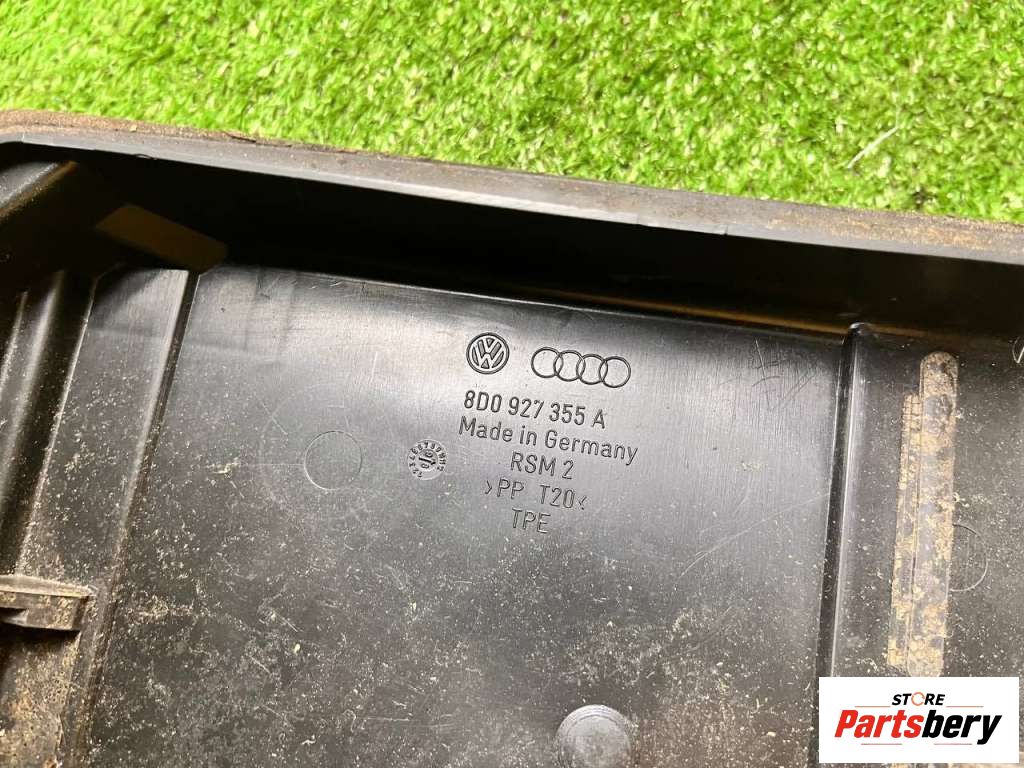 8D0 927 355 A
Made in Germany
RSM 2
>PP T20<
TPE
STORE
Partsbery